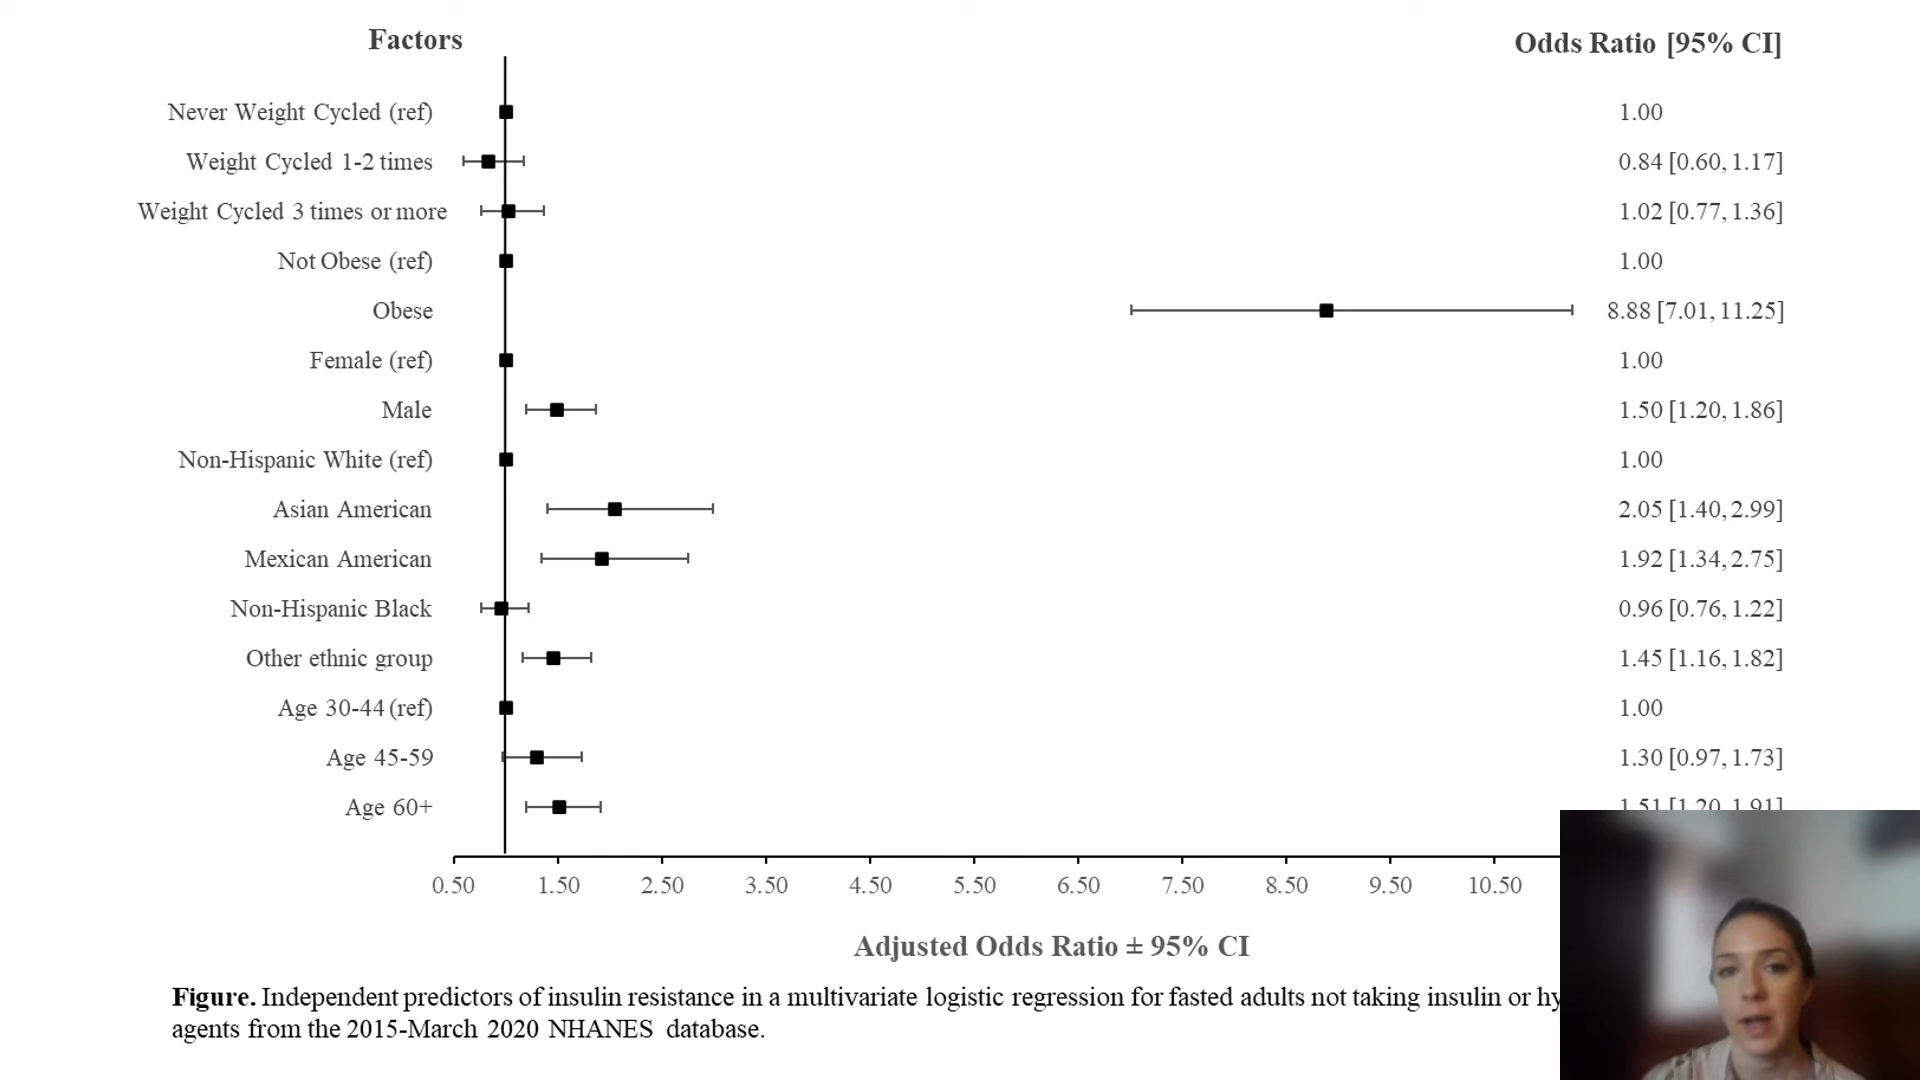 Factors Odds Ratio [95% CI]
Never Weight Cycled (ref) 1.00
Weight Cycled 1-2 times 0.84 [0.60, 1.17]
Weight Cycled 3 times or more 1.02 [0.77, 1.36]
Not Obese (ref) 1.00
Obese 8.88 [7.01, 11.25]
Female (ref) 1.00
Male 1.50 [1.20, 1.86]
Non-Hispanic White (ref) 1.00
Asian American 2.05 [1.40, 2.99]
Mexican American 1.92 [1.34, 2.75]
Non-Hispanic Black 0.96 [0.76, 1.22]
Other ethnic group 1.45 [1.16, 1.82]
Age 30-44 (ref) 1.00
Age 45-59 1.30 [0.97, 1.73]
Age 60+ 1.51 [1.20, 1.91]
0.50 1.50 2.50 3.50 4.50 5.50 6.50 7.50 8.50 9.50 10.50
Adjusted Odds Ratio ± 95% CI
Figure. Independent predictors of insulin resistance in a multivariate logistic regression for fasted adults not taking insulin or hy
agents from the 2015-March 2020 NHANES database.